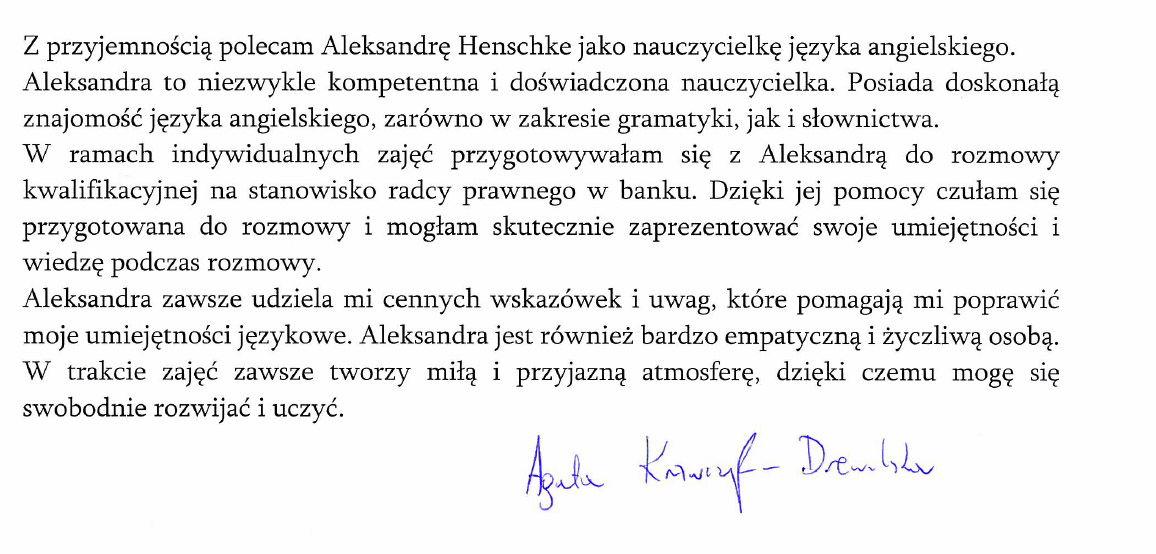 Z przyjemnością polecam Aleksandrę Henschke jako nauczycielkę języka angielskiego.
Aleksandra to niezwykle kompetentna i doświadczona nauczycielka. Posiada doskonałą
znajomość języka angielskiego, zarówno w zakresie gramatyki, jak i słownictwa.
W ramach indywidualnych zajęć przygotowywałam się z Aleksandrą do rozmowy
kwalifikacyjnej na stanowisko radcy prawnego w banku. Dzięki jej pomocy czułam się
przygotowana do rozmowy i mogłam skutecznie zaprezentować swoje umiejętności i
wiedzę podczas rozmowy.
Aleksandra zawsze udziela mi cennych wskazówek i uwag, które pomagają mi poprawić
moje umiejętności językowe. Aleksandra jest również bardzo empatyczną i życzliwą osobą.
W trakcie zajęć zawsze tworzy miłą i przyjazną atmosferę, dzięki czemu mogę się
swobodnie rozwijać i uczyć.
Agata